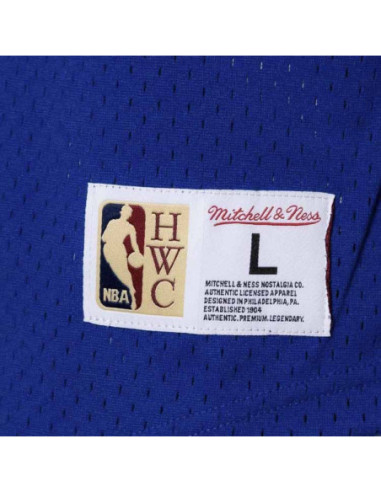 HWC
NBA
Mitchell & Ness
L
MITCHELL & NESS NOSTALGIA CO.
AUTHENTIC LICENSED APPAREL
DESIGNED IN PHILADELPHIA, PA.
ESTABLISHED 1904
AUTHENTIC. PREMIUM. LEGENDARY.